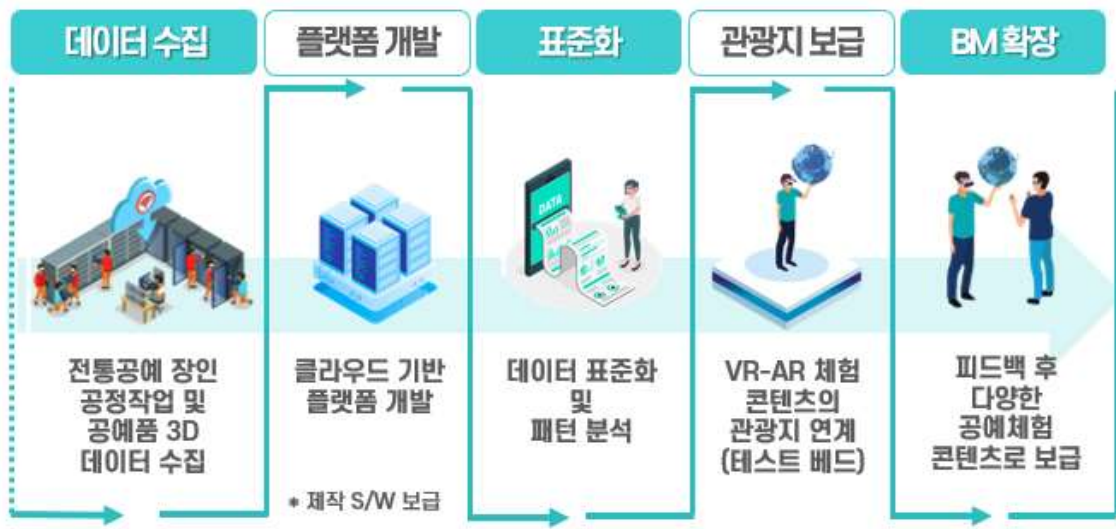 데이터 수집
플랫폼 개발
표준화
관광지 보급
BM 확장
DATA
전통공예 장인
공정작업 및
공예품 3D
데이터 수집
클라우드 기반
플랫폼 개발
* 제작 S/W 보급
데이터 표준화
및
패턴 분석
VR-AR 체험
콘텐츠의
관광지 연계
(테스트 베드)
피드백 후
다양한
공예체험
콘텐츠로 보급